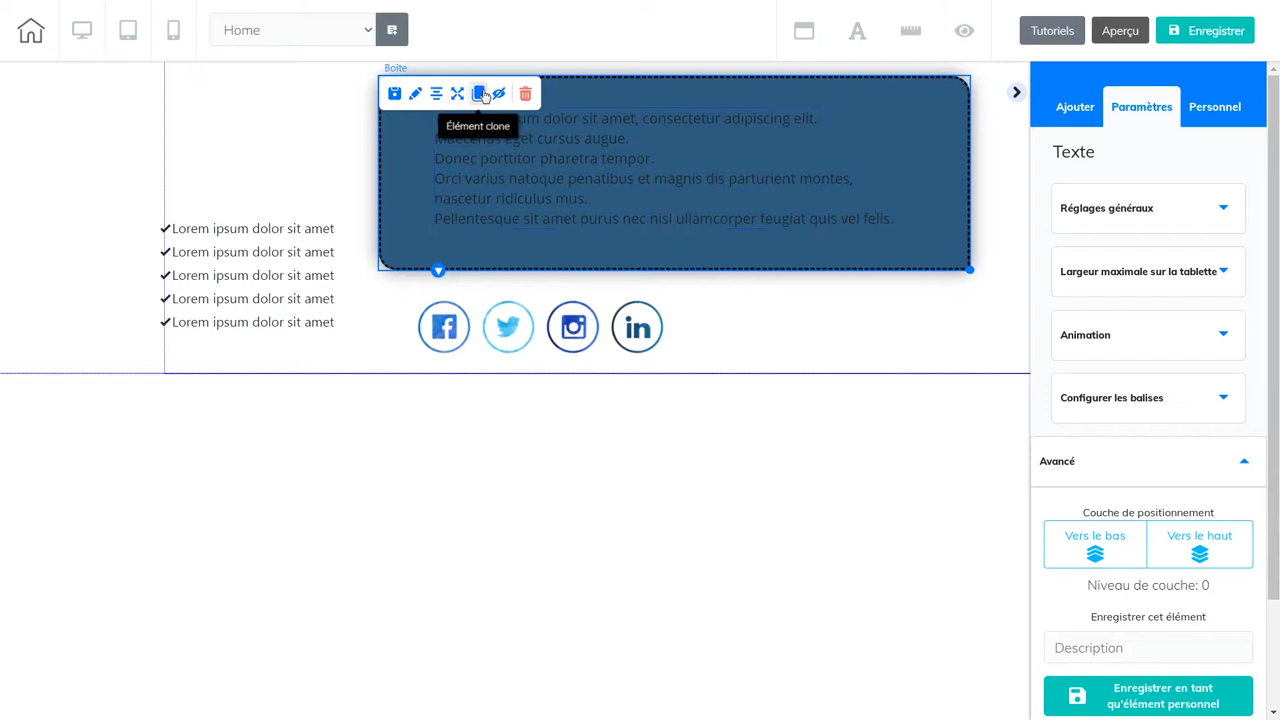 Home
Tutoriels
Aperçu
Enregistrer
Boîte
Élément clone
ipsum dolor sit amet, consectetur adipiscing elit.
Maecenas eget cursus augue.
Donec porttitor pharetra tempor.
Orci varius natoque penatibus et magnis dis parturient montes,
nascetur ridiculus mus.
Pellentesque sit amet purus nec nisl ullamcorper feugiat quis vel felis.
Lorem ipsum dolor sit amet
Lorem ipsum dolor sit amet
Lorem ipsum dolor sit amet
Lorem ipsum dolor sit amet
Lorem ipsum dolor sit amet
Ajouter
Paramètres
Personnel
Texte
Réglages généraux
Largeur maximale sur la tablette
Animation
Configurer les balises
Avancé
Couche de positionnement
Vers le bas
Vers le haut
Niveau de couche: 0
Enregistrer cet élément
Description
Enregistrer en tant
qu'élément personnel